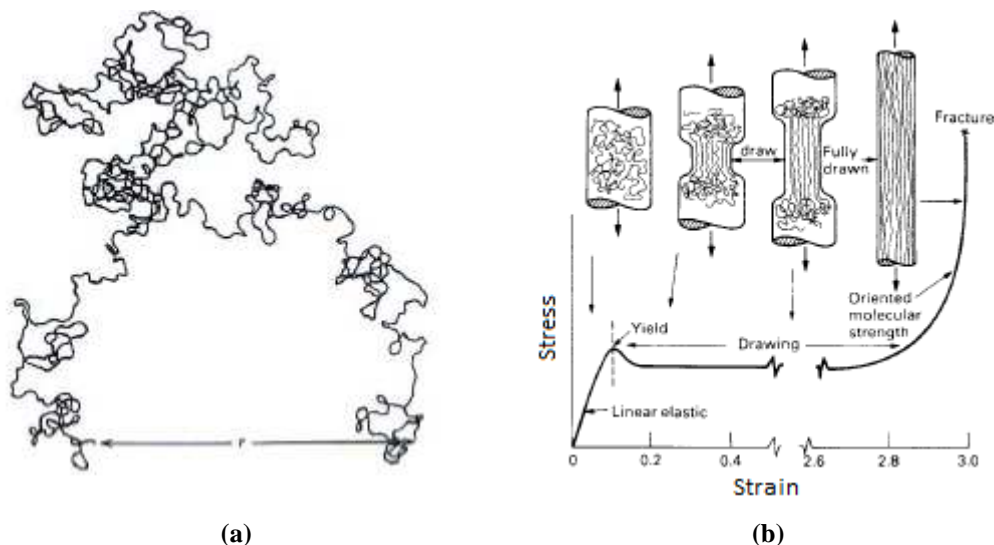 r
Fracture
draw
Fully
drawn
Oriented
molecular
strength
Yield
Drawing
Linear elastic
Stress
0
0.2
0.4
2.6
2.8
3.0
Strain
(a)
(b)